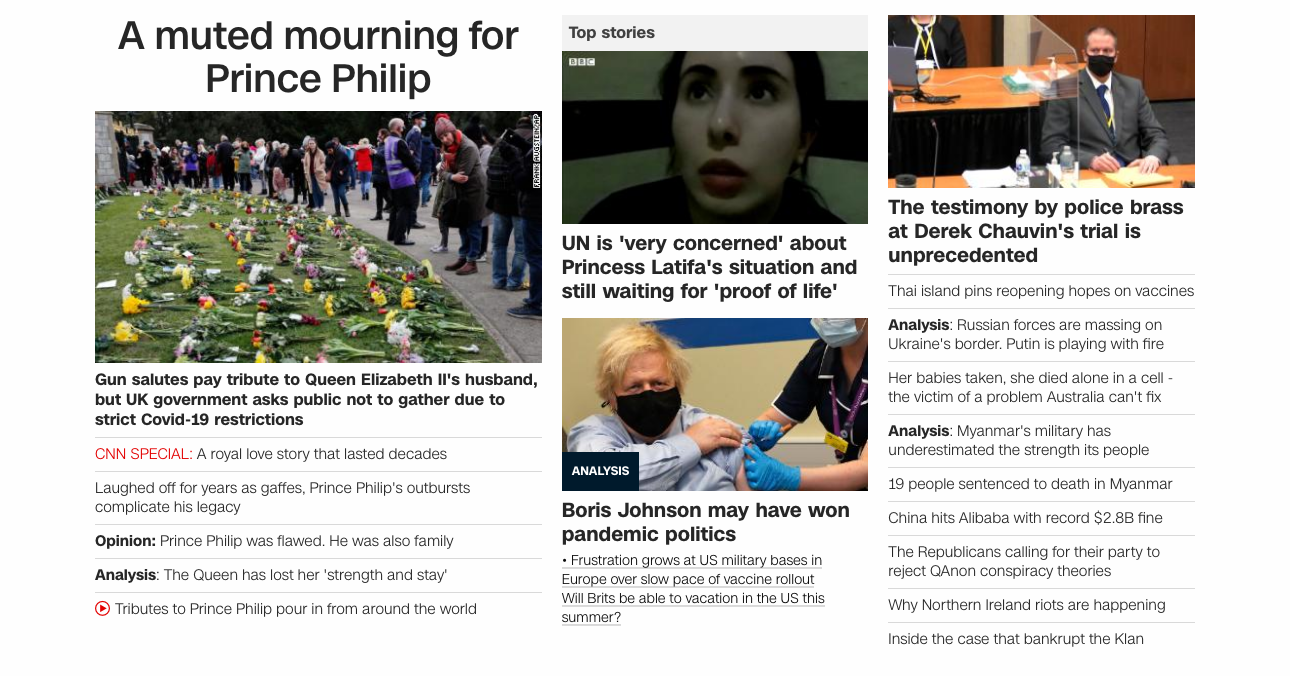 A muted mourning for
Prince Philip
FRANK AUGSTEIN/AP
Gun salutes pay tribute to Queen Elizabeth II's husband,
but UK government asks public not to gather due to
strict Covid-19 restrictions
CNN SPECIAL: A royal love story that lasted decades
Laughed off for years as gaffes, Prince Philip's outbursts
complicate his legacy
Opinion: Prince Philip was flawed. He was also family
Analysis: The Queen has lost her 'strength and stay'
Tributes to Prince Philip pour in from around the world
Top stories
BBC
UN is 'very concerned' about
Princess Latifa's situation and
still waiting for 'proof of life'
ANALYSIS
Boris Johnson may have won
pandemic politics
• Frustration grows at US military bases in
Europe over slow pace of vaccine rollout
Will Brits be able to vacation in the US this
summer?
The testimony by police brass
at Derek Chauvin's trial is
unprecedented
Thai island pins reopening hopes on vaccines
Analysis: Russian forces are massing on
Ukraine's border. Putin is playing with fire
Her babies taken, she died alone in a cell -
the victim of a problem Australia can't fix
Analysis: Myanmar's military has
underestimated the strength its people
19 people sentenced to death in Myanmar
China hits Alibaba with record $2.8B fine
The Republicans calling for their party to
reject QAnon conspiracy theories
Why Northern Ireland riots are happening
Inside the case that bankrupt the Klan